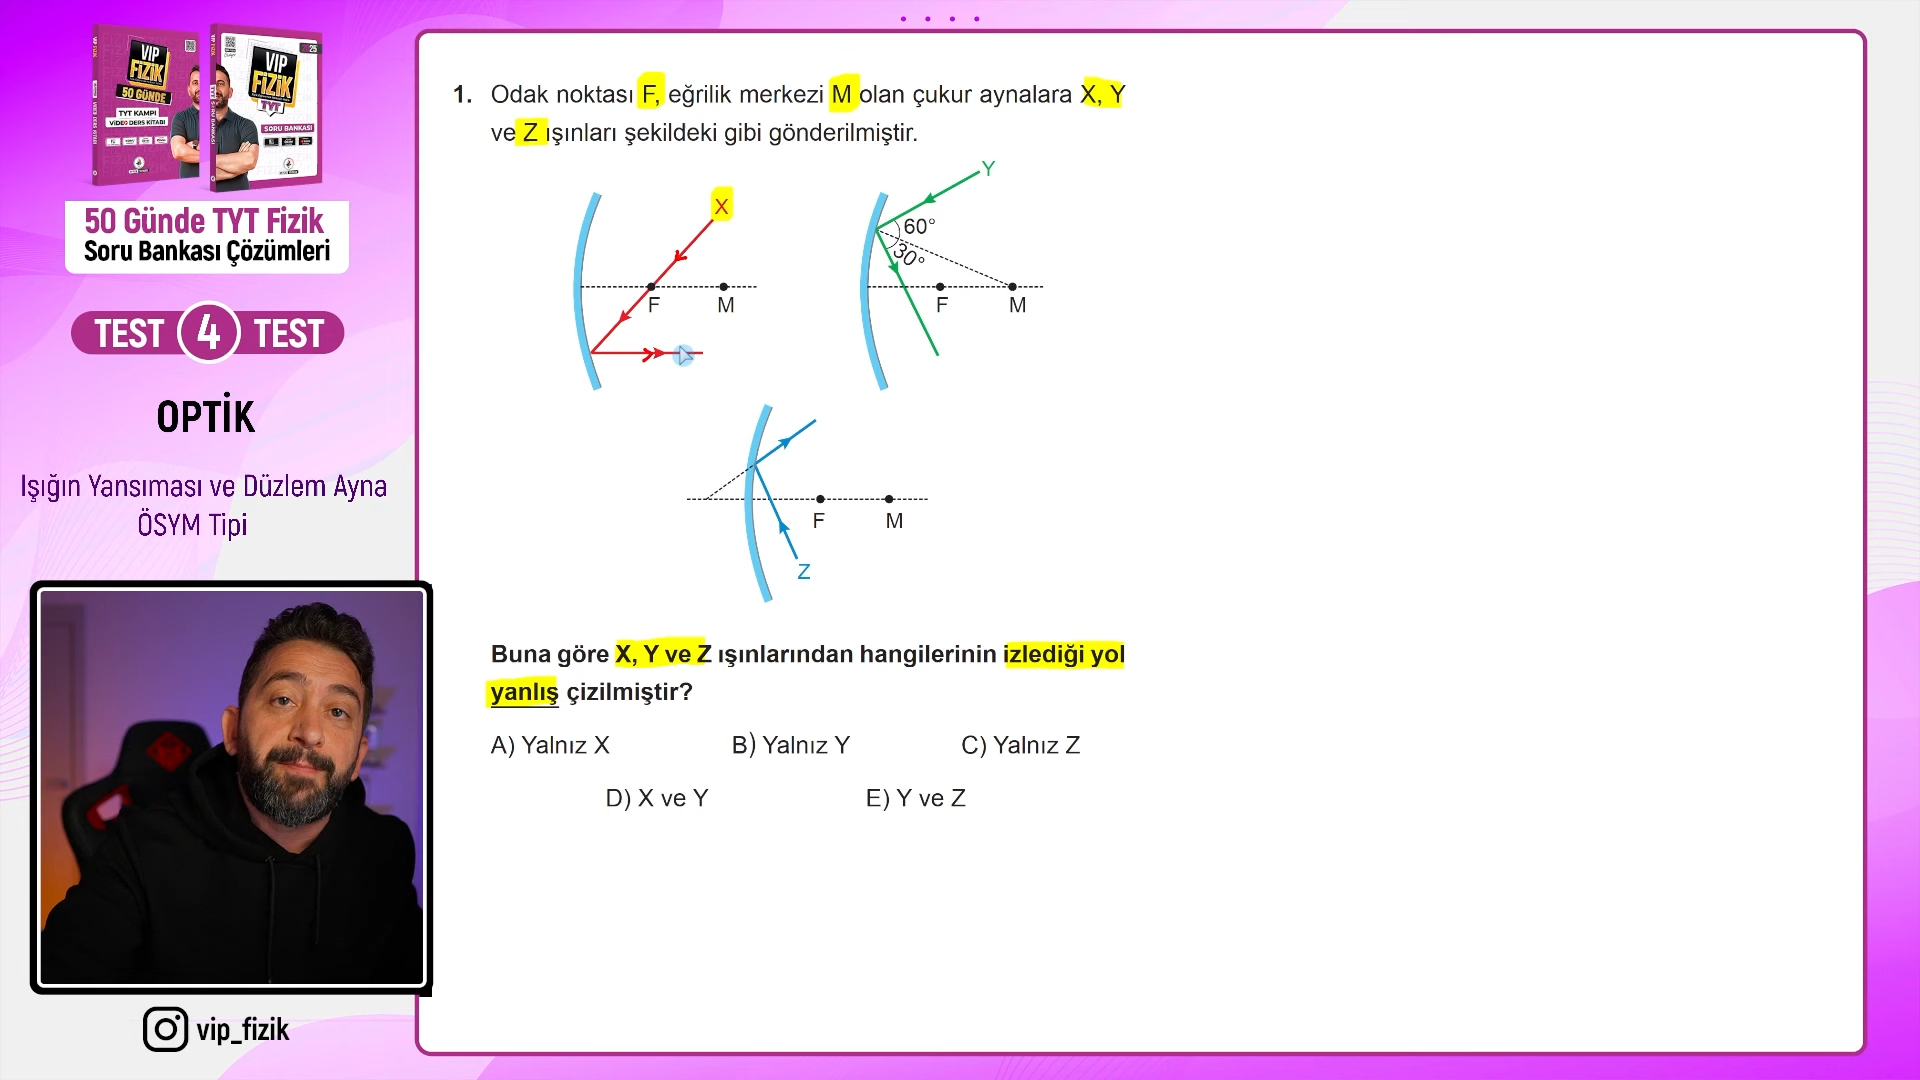 VIP
FİZİK
50 GÜNDE
TYT KAMPI
VİDEO DERS KİTABI
2025
VIP
FİZİK
TYT
SORU BANKASI
50 Günde TYT Fizik
Soru Bankası Çözümleri
TEST 4 TEST
OPTİK
Işığın Yansıması ve Düzlem Ayna
ÖSYM Tipi
vip_fizik
1. Odak noktası F, eğrilik merkezi M olan çukur aynalara X, Y
ve Z ışınları şekildeki gibi gönderilmiştir.
X
F
M
Y
60°
30°
F
M
F
M
Z
Buna göre X, Y ve Z ışınlarından hangilerinin izlediği yol
yanlış çizilmiştir?
A) Yalnız X B) Yalnız Y C) Yalnız Z
D) X ve Y E) Y ve Z